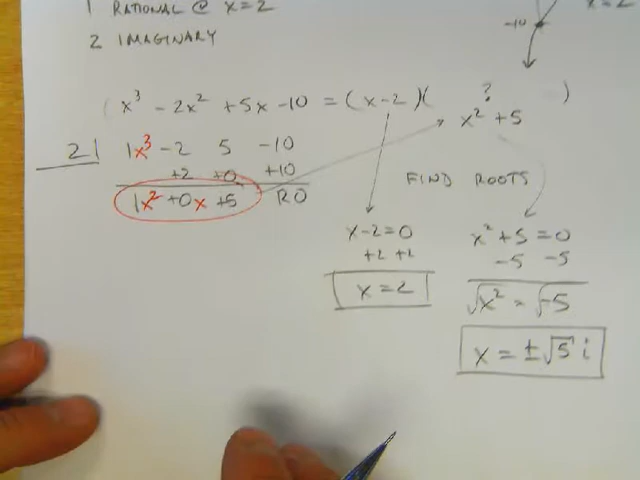 1 RATIONAL @ x=2
2 IMAGINARY
-10
x=2
(x³ - 2x² +5x -10 = (x-2)( ? )
x² +5
2| 1x³ -2 5 -10
+2 +0 +10
1x² +0x +5 R0
FIND ROOTS
x-2=0
+2 +2
x=2
x²+5=0
-5 -5
√x² = √-5
x = ±√5 i